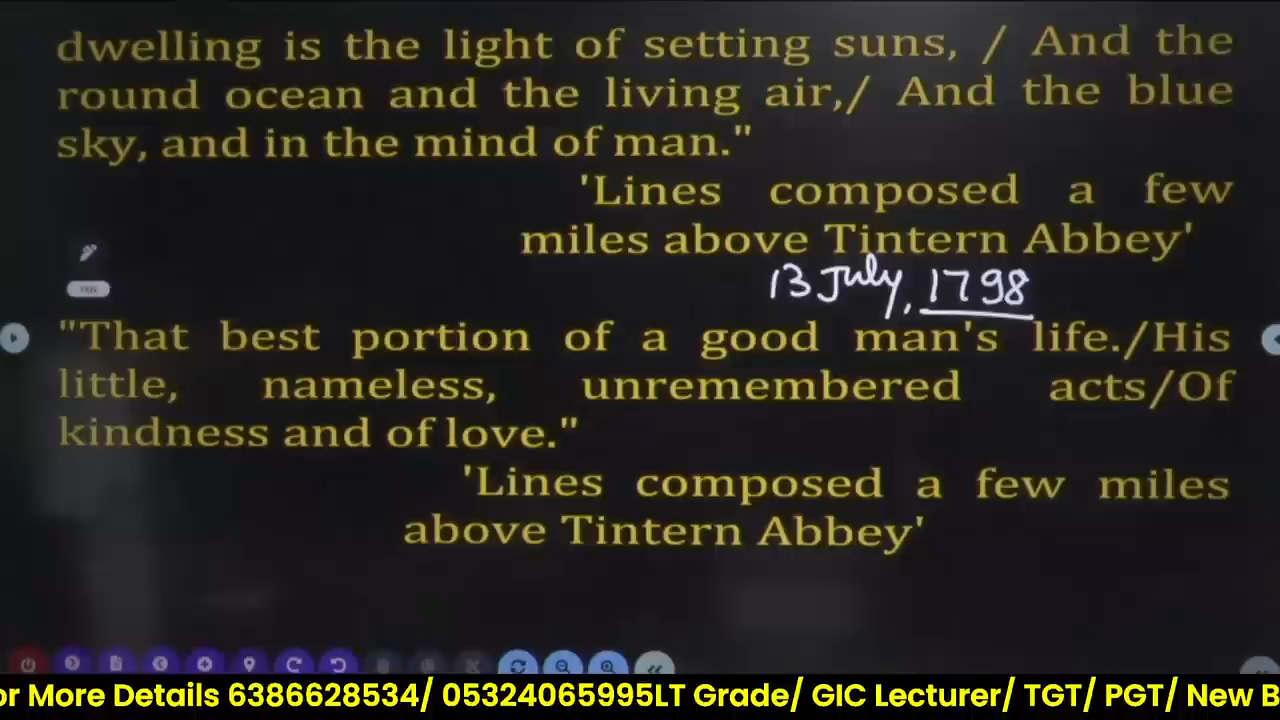 dwelling is the light of setting suns, / And the
round ocean and the living air,/ And the blue
sky, and in the mind of man."
'Lines composed a few
miles above Tintern Abbey'
13 July, 1798
"That best portion of a good man's life./His
little, nameless, unremembered acts/Of
kindness and of love."
'Lines composed a few miles
above Tintern Abbey'
or More Details 6386628534/ 05324065995LT Grade/ GIC Lecturer/ TGT/ PGT/ New B